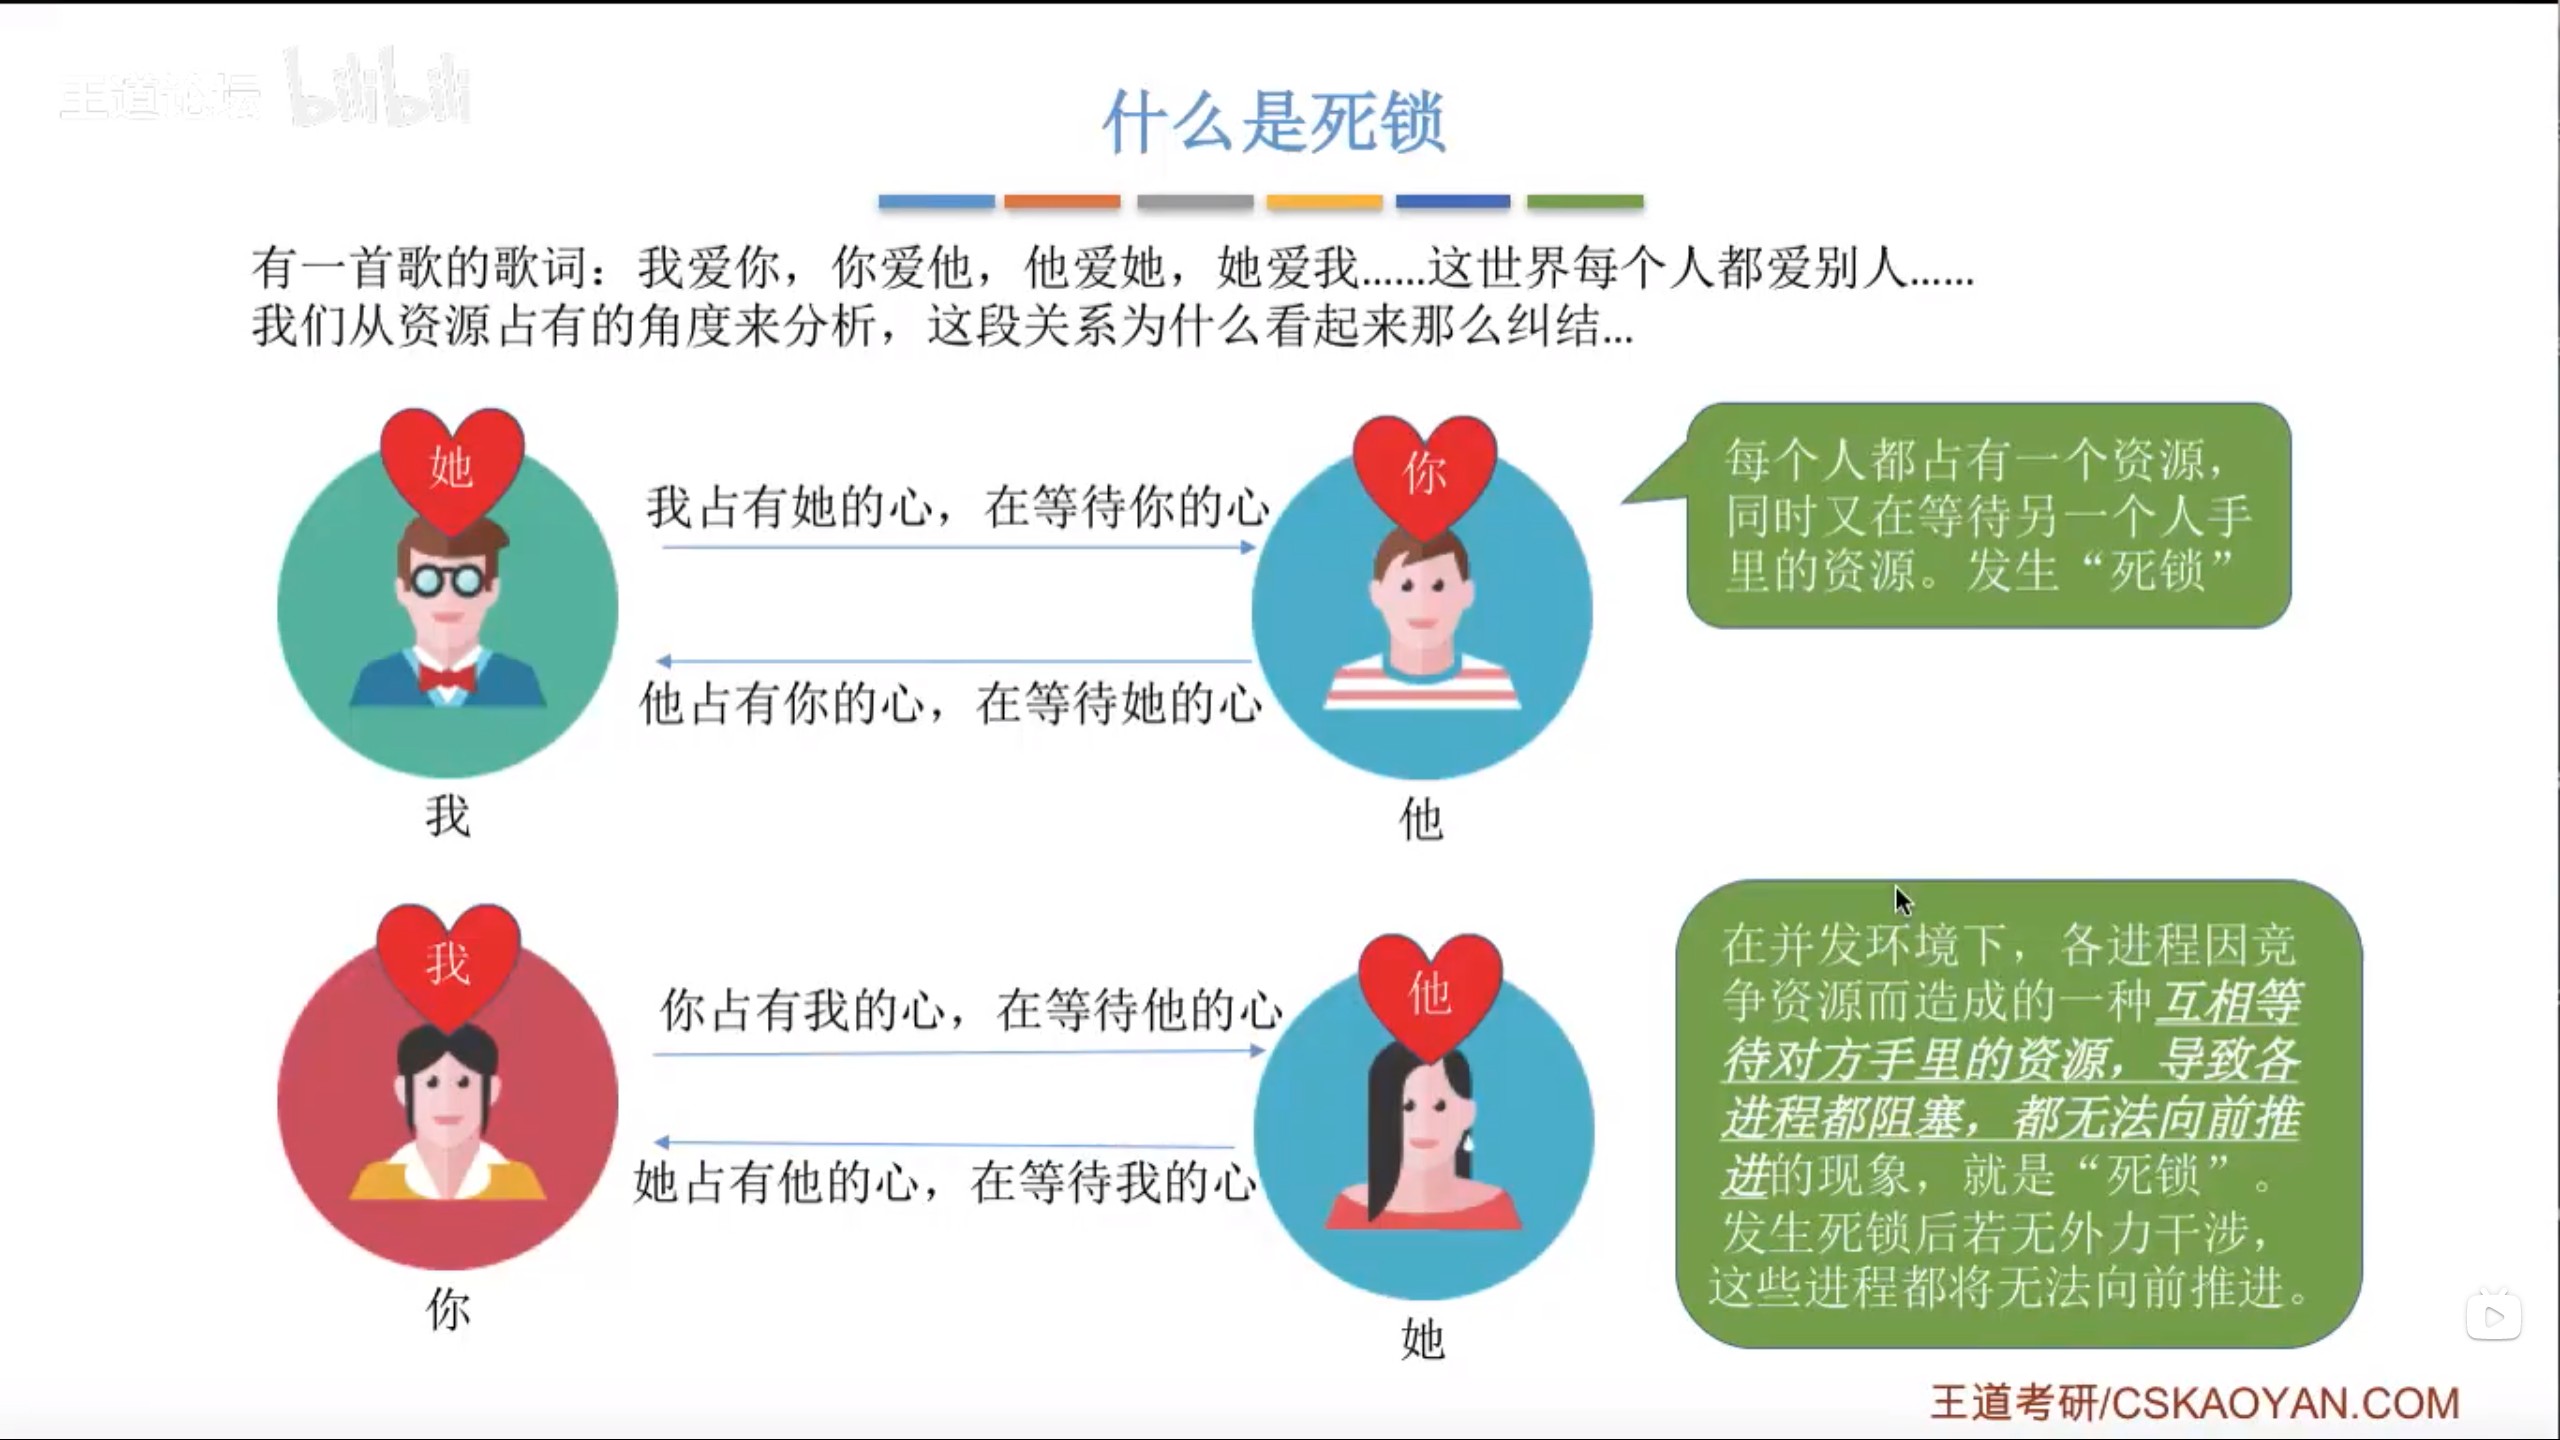 王道论坛 bilibili
什么是死锁
有一首歌的歌词：我爱你，你爱他，他爱她，她爱我……这世界每个人都爱别人……
我们从资源占有的角度来分析，这段关系为什么看起来那么纠结…
她
我占有她的心，在等待你的心
你
他占有你的心，在等待她的心
我
他
每个人都占有一个资源，
同时又在等待另一个人手
里的资源。发生“死锁”
我
你占有我的心，在等待他的心
他
她占有他的心，在等待我的心
你
她
在并发环境下，各进程因竞
争资源而造成的一种互相等
待对方手里的资源，导致各
进程都阻塞，都无法向前推
进的现象，就是“死锁”。
发生死锁后若无外力干涉，
这些进程都将无法向前推进。
王道考研/CSKAOYAN.COM